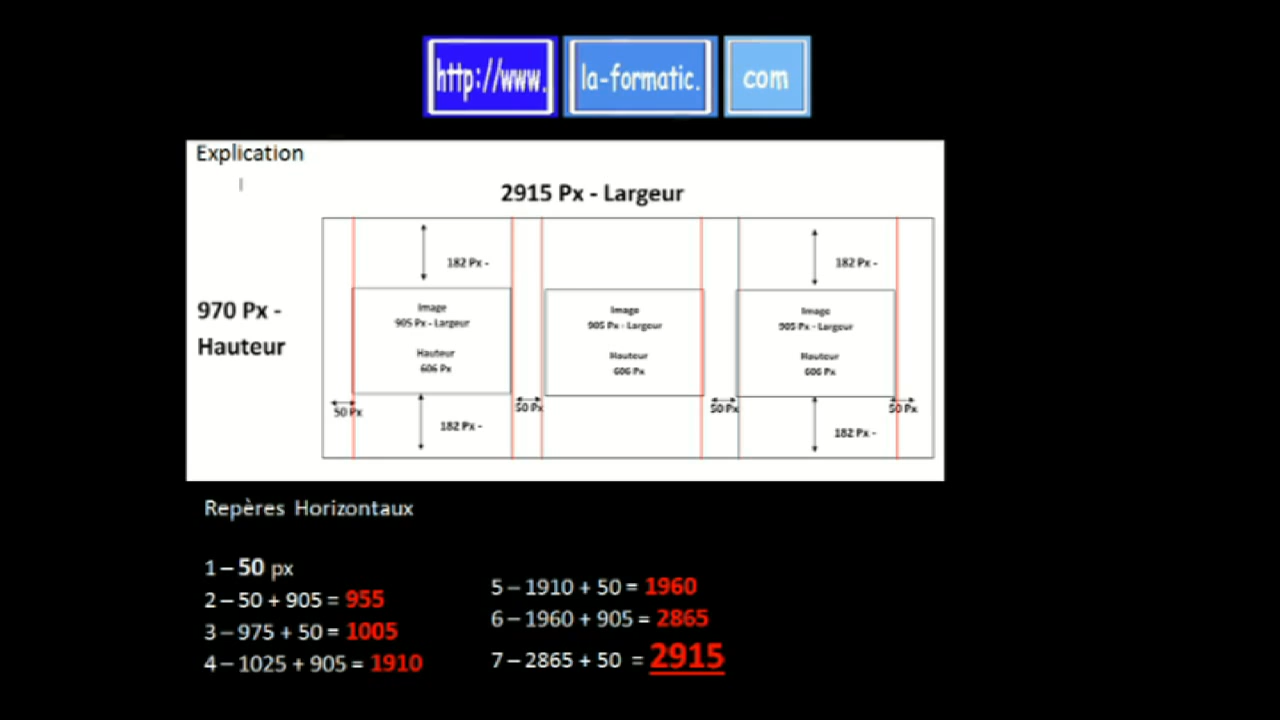 http://www. la-formatic. com
Explication
2915 Px - Largeur
182 Px -
182 Px -
970 Px -
Hauteur
Image
905 Px - Largeur
Hauteur
606 Px
Image
905 Px - Largeur
Hauteur
606 Px
Image
905 Px - Largeur
Hauteur
606 Px
50 Px
50 Px
50 Px
50 Px
182 Px -
182 Px -
Repères Horizontaux
1 – 50 px
2 – 50 + 905 = 955
3 – 975 + 50 = 1005
4 – 1025 + 905 = 1910
5 – 1910 + 50 = 1960
6 – 1960 + 905 = 2865
7 – 2865 + 50 = 2915